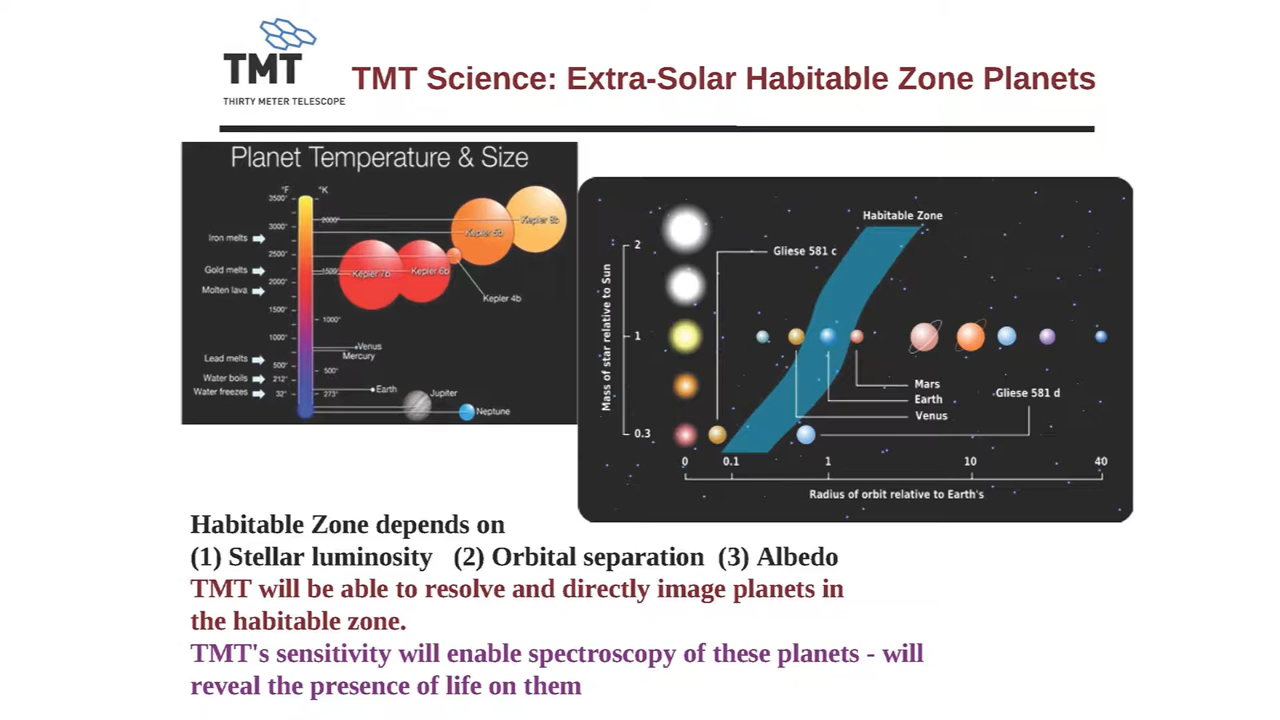 TMT
THIRTY METER TELESCOPE
TMT Science: Extra-Solar Habitable Zone Planets
Planet Temperature & Size
°F
°K
3500°
3000°
2500°
2000°
1500°
1000°
500°
212°
32°
2000°
1500°
1000°
500°
273°
Iron melts
Gold melts
Molten lava
Lead melts
Water boils
Water freezes
Kepler 8b
Kepler 5b
Kepler 7b
Kepler 6b
Kepler 4b
Venus
Mercury
Earth
Jupiter
Neptune
Habitable Zone
Gliese 581 c
Mass of star relative to Sun
2
1
0.3
Mars
Earth
Venus
Gliese 581 d
0
0.1
1
10
40
Radius of orbit relative to Earth's
Habitable Zone depends on
(1) Stellar luminosity (2) Orbital separation (3) Albedo
TMT will be able to resolve and directly image planets in
the habitable zone.
TMT's sensitivity will enable spectroscopy of these planets - will
reveal the presence of life on them